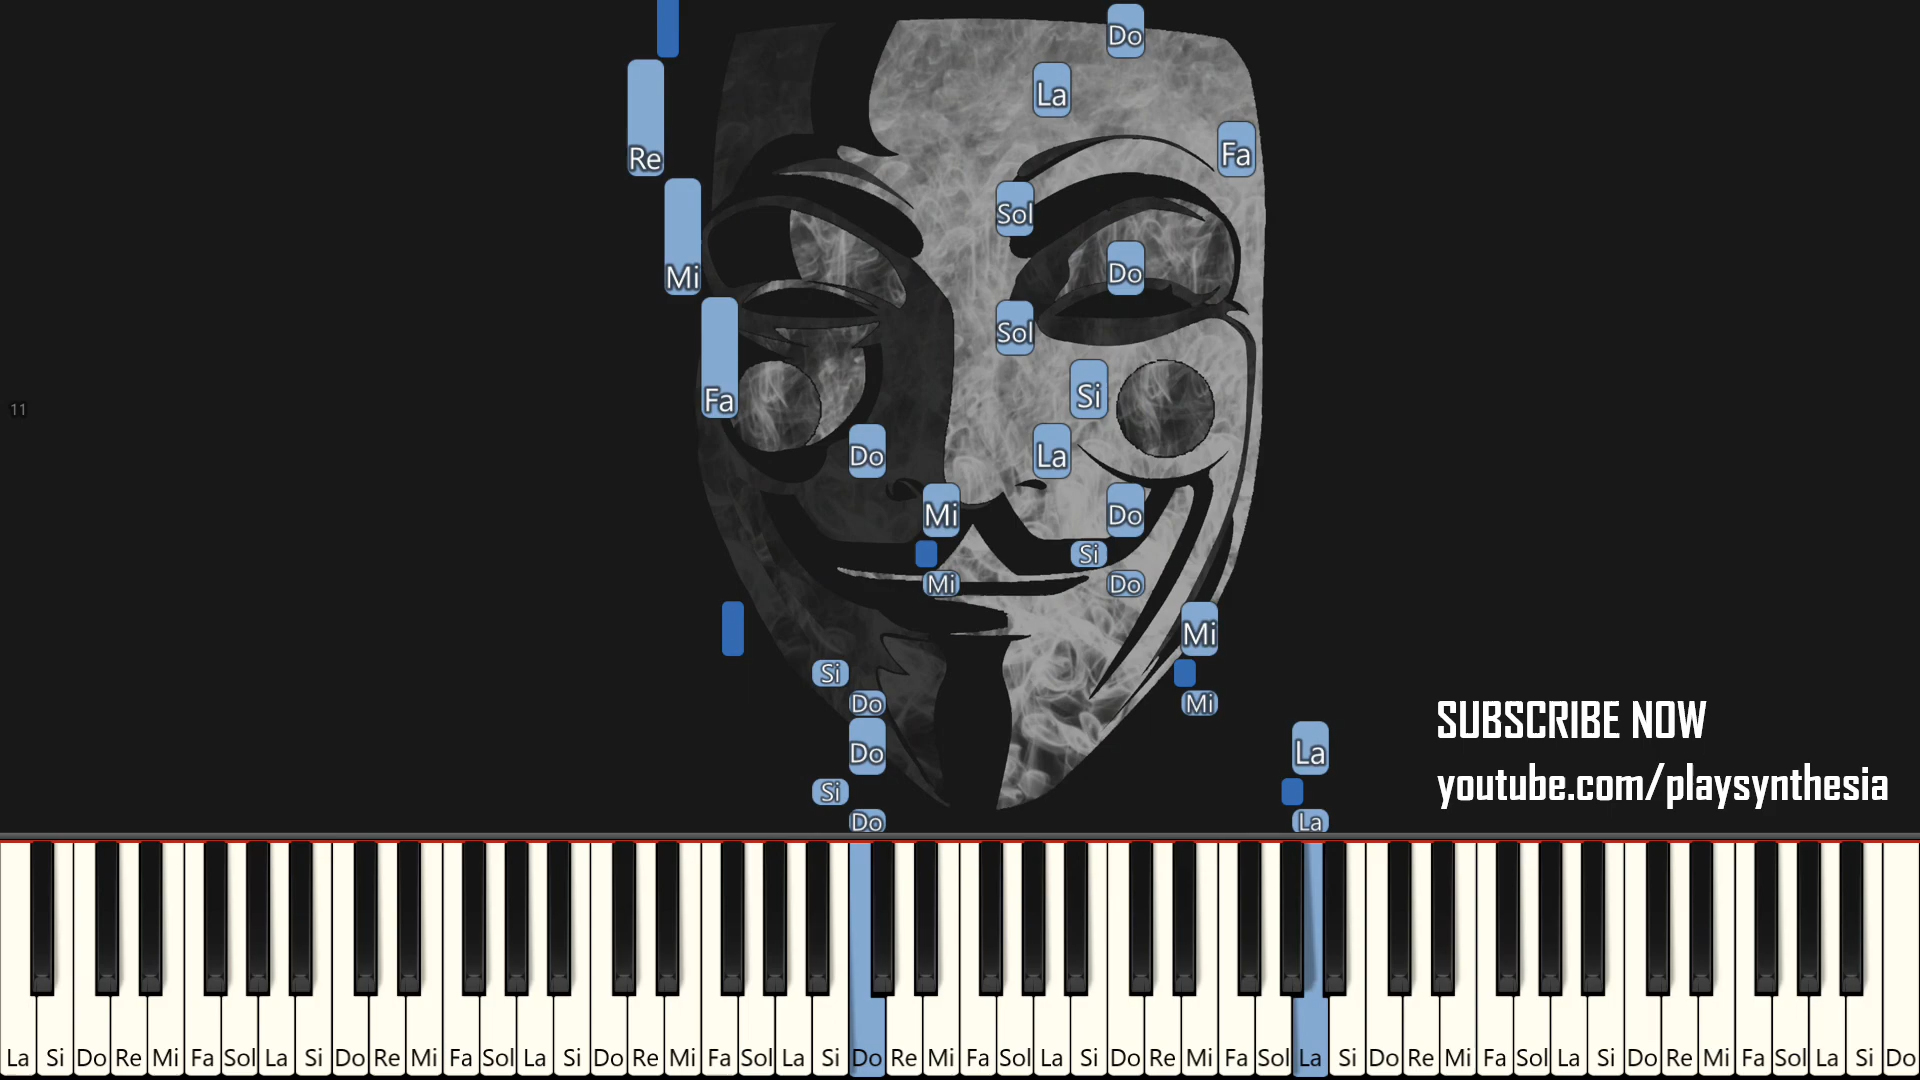 Do
La
Re
Fa
Sol
Mi
Do
Sol
Si
Fa
11
Do
La
Mi
Do
Si
Mi
Do
Mi
Si
Do
Mi
SUBSCRIBE NOW
Do
La
youtube.com/playsynthesia
Si
Do
La
La Si Do Re Mi Fa Sol La Si Do Re Mi Fa Sol La Si Do Re Mi Fa Sol La Si Do Re Mi Fa Sol La Si Do Re Mi Fa Sol La Si Do Re Mi Fa Sol La Si Do Re Mi Fa Sol La Si Do